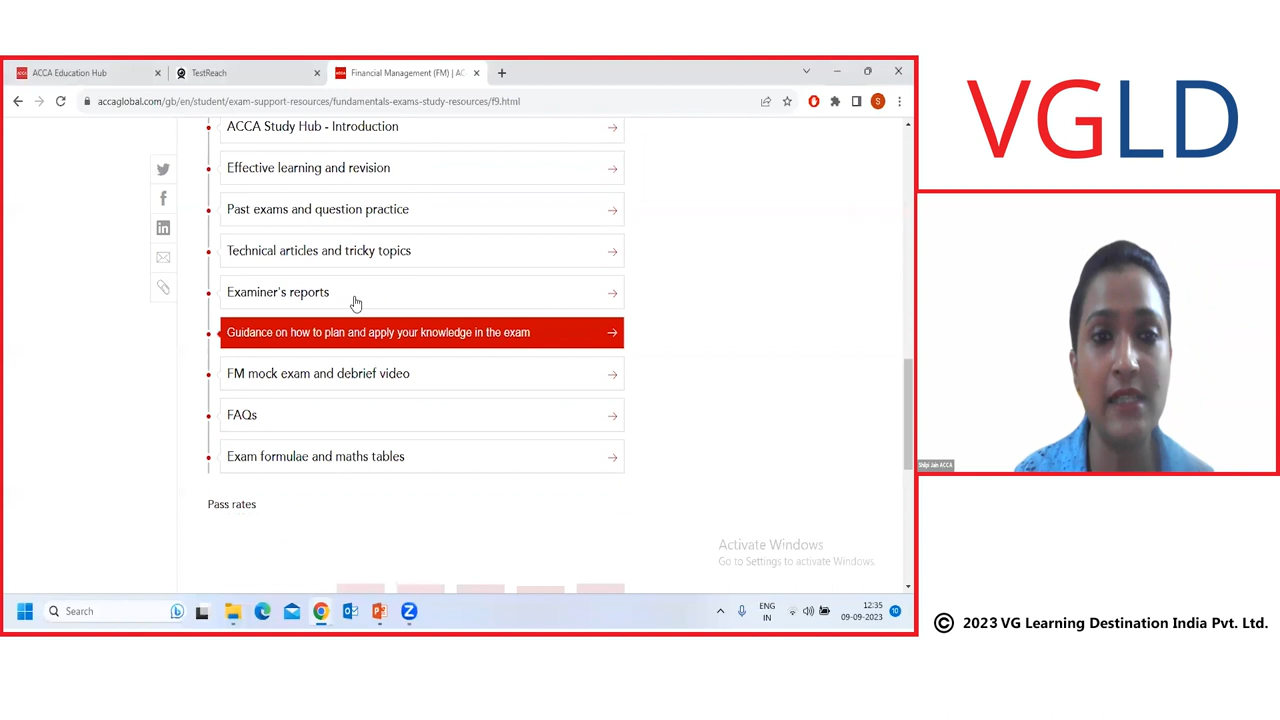 ACCA Education Hub
TestReach
Financial Management (FM) | AC
accaglobal.com/gb/en/student/exam-support-resources/fundamentals-exams-study-resources/f9.html
S
ACCA Study Hub - Introduction
Effective learning and revision
Past exams and question practice
Technical articles and tricky topics
Examiner's reports
Guidance on how to plan and apply your knowledge in the exam
FM mock exam and debrief video
FAQs
Exam formulae and maths tables
Pass rates
Activate Windows
Go to Settings to activate Windows.
Search
ENG
IN
12:35
09-09-2023
10
VGLD
Shilpi Jain ACCA
© 2023 VG Learning Destination India Pvt. Ltd.